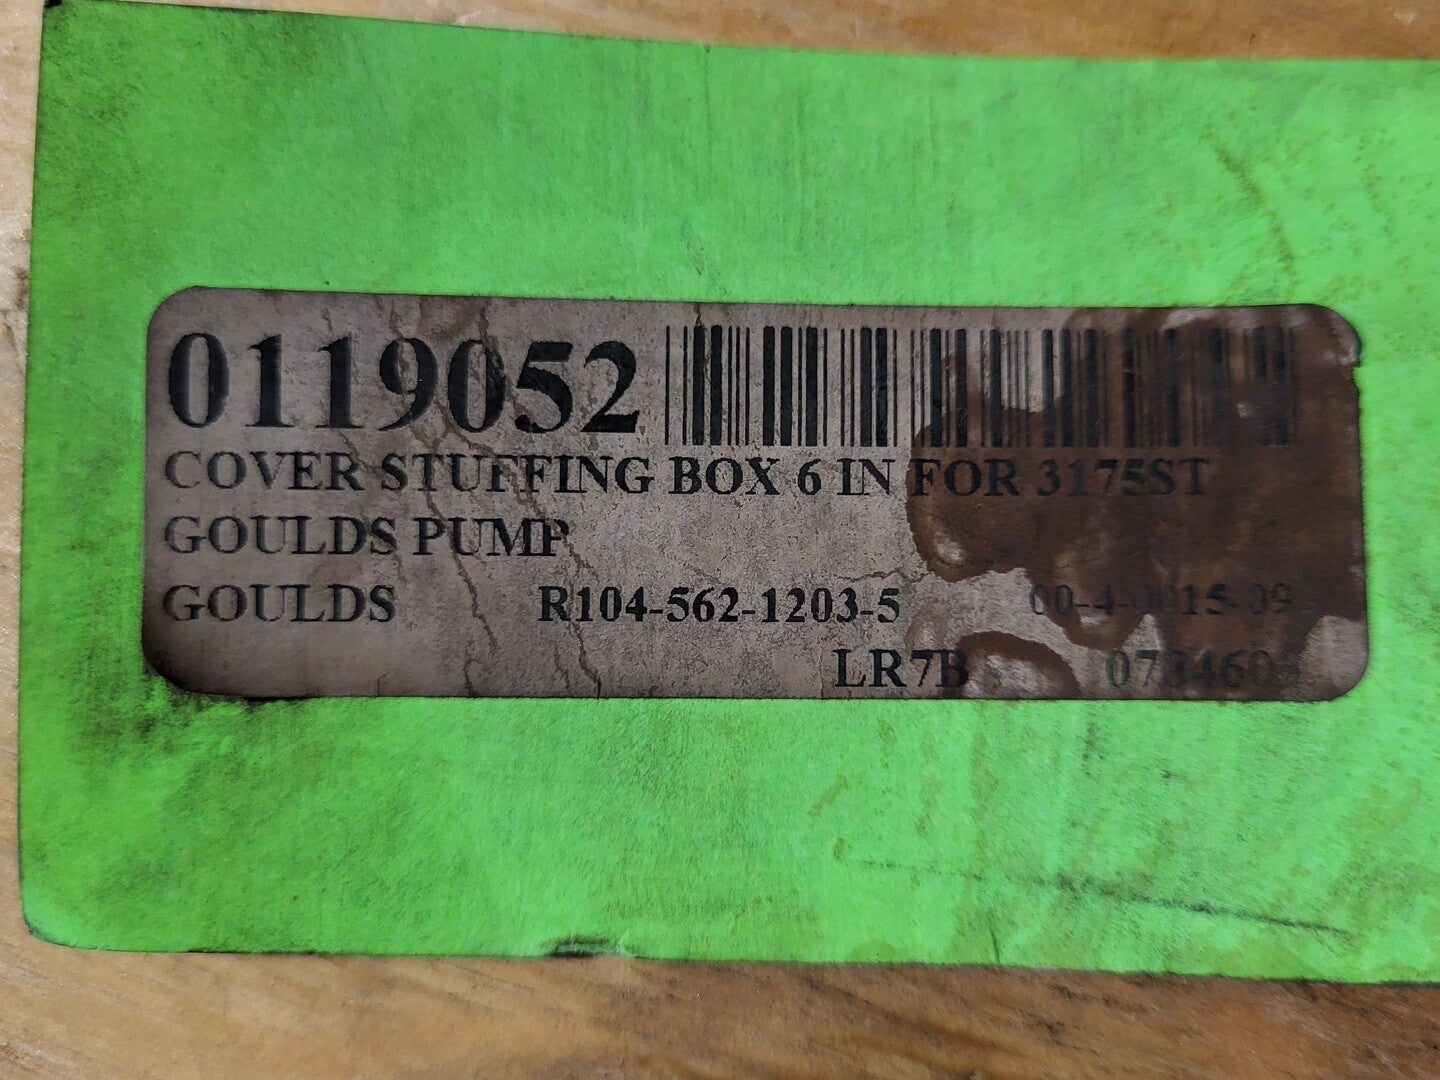 0119052
COVER STUFFING BOX 6 IN FOR 3175ST
GOULDS PUMP
GOULDS R104-562-1203-5
LR7B